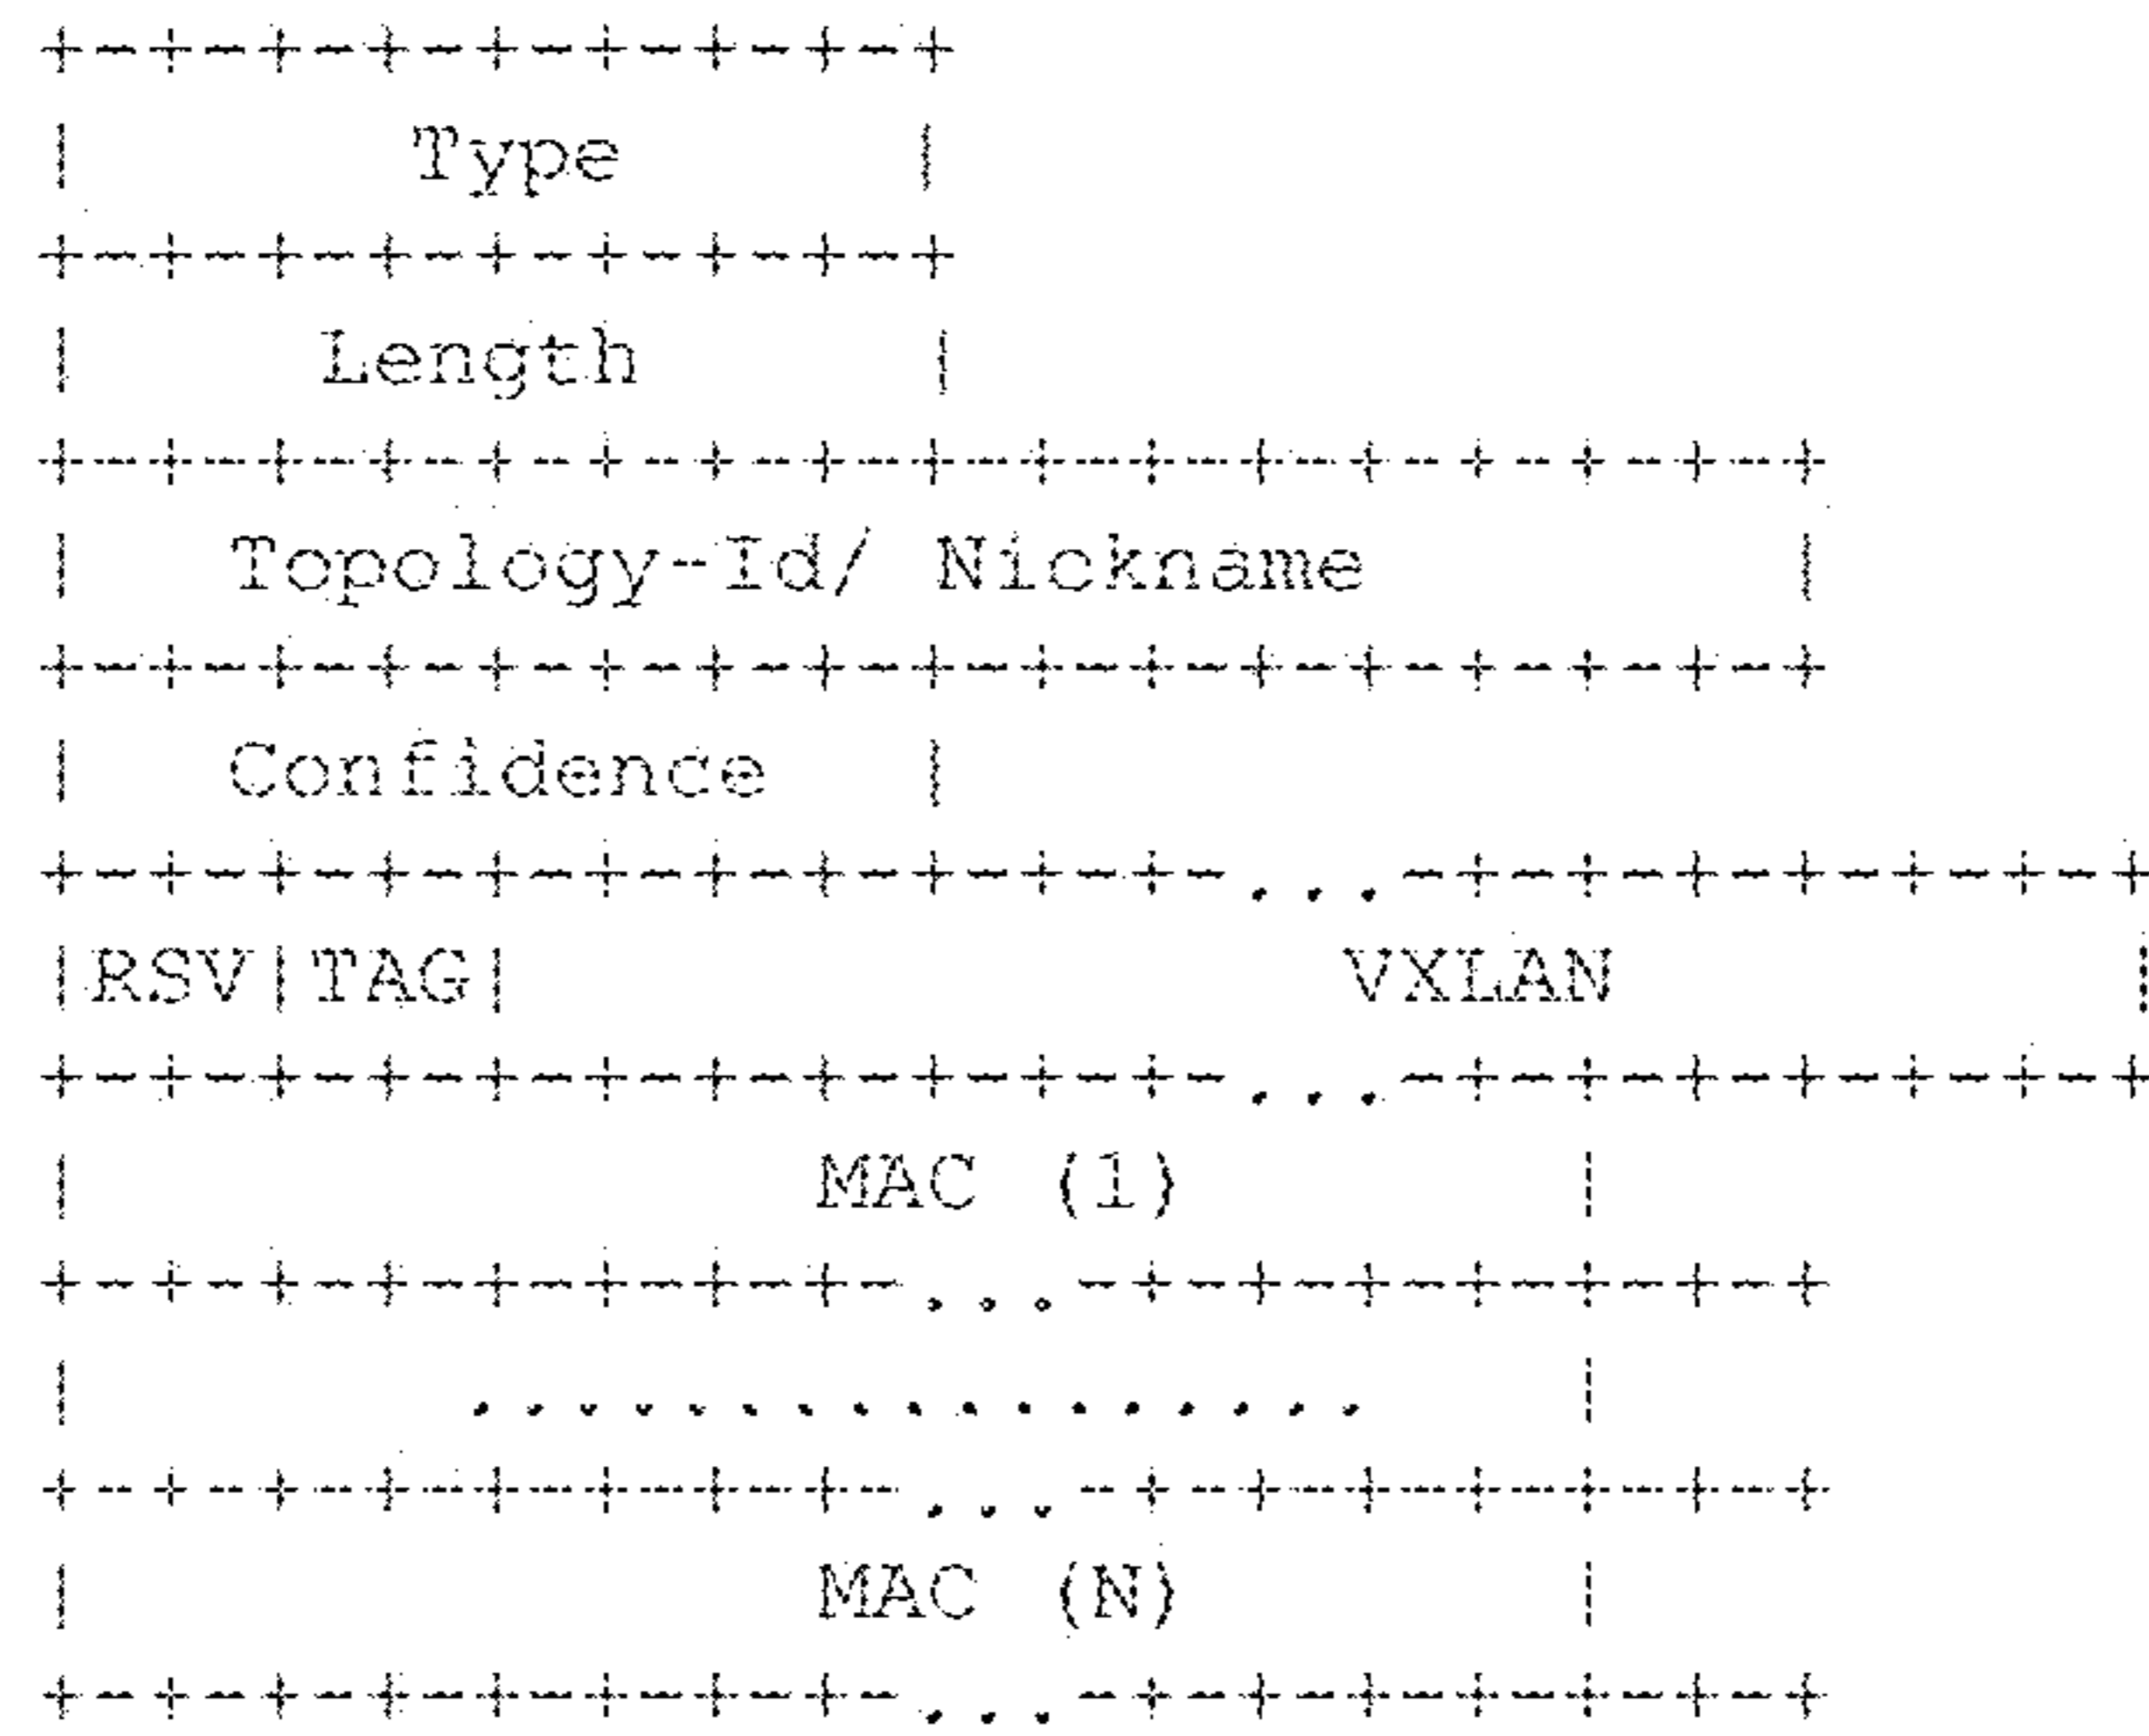 +-+-+-+-+-+-+-+-+
| Type |
+-+-+-+-+-+-+-+-+
| Length |
+-+-+-+-+-+-+-+-+-+-+-+-+-+-+-+-+
| Topology-Id/ Nickname |
+-+-+-+-+-+-+-+-+-+-+-+-+-+-+-+-+
| Confidence |
+-+-+-+-+-+-+-+-+-+-+-...-+-+-+-+-+-+-+
|RSV|TAG| VXLAN |
+-+-+-+-+-+-+-+-+-+-+-...-+-+-+-+-+-+-+
| MAC (1) |
+-+-+-+-+-+-+-+-...-+-+-+-+-+-+-+
| ................. |
+-+-+-+-+-+-+-+-...-+-+-+-+-+-+-+
| MAC (N) |
+-+-+-+-+-+-+-+-...-+-+-+-+-+-+-+